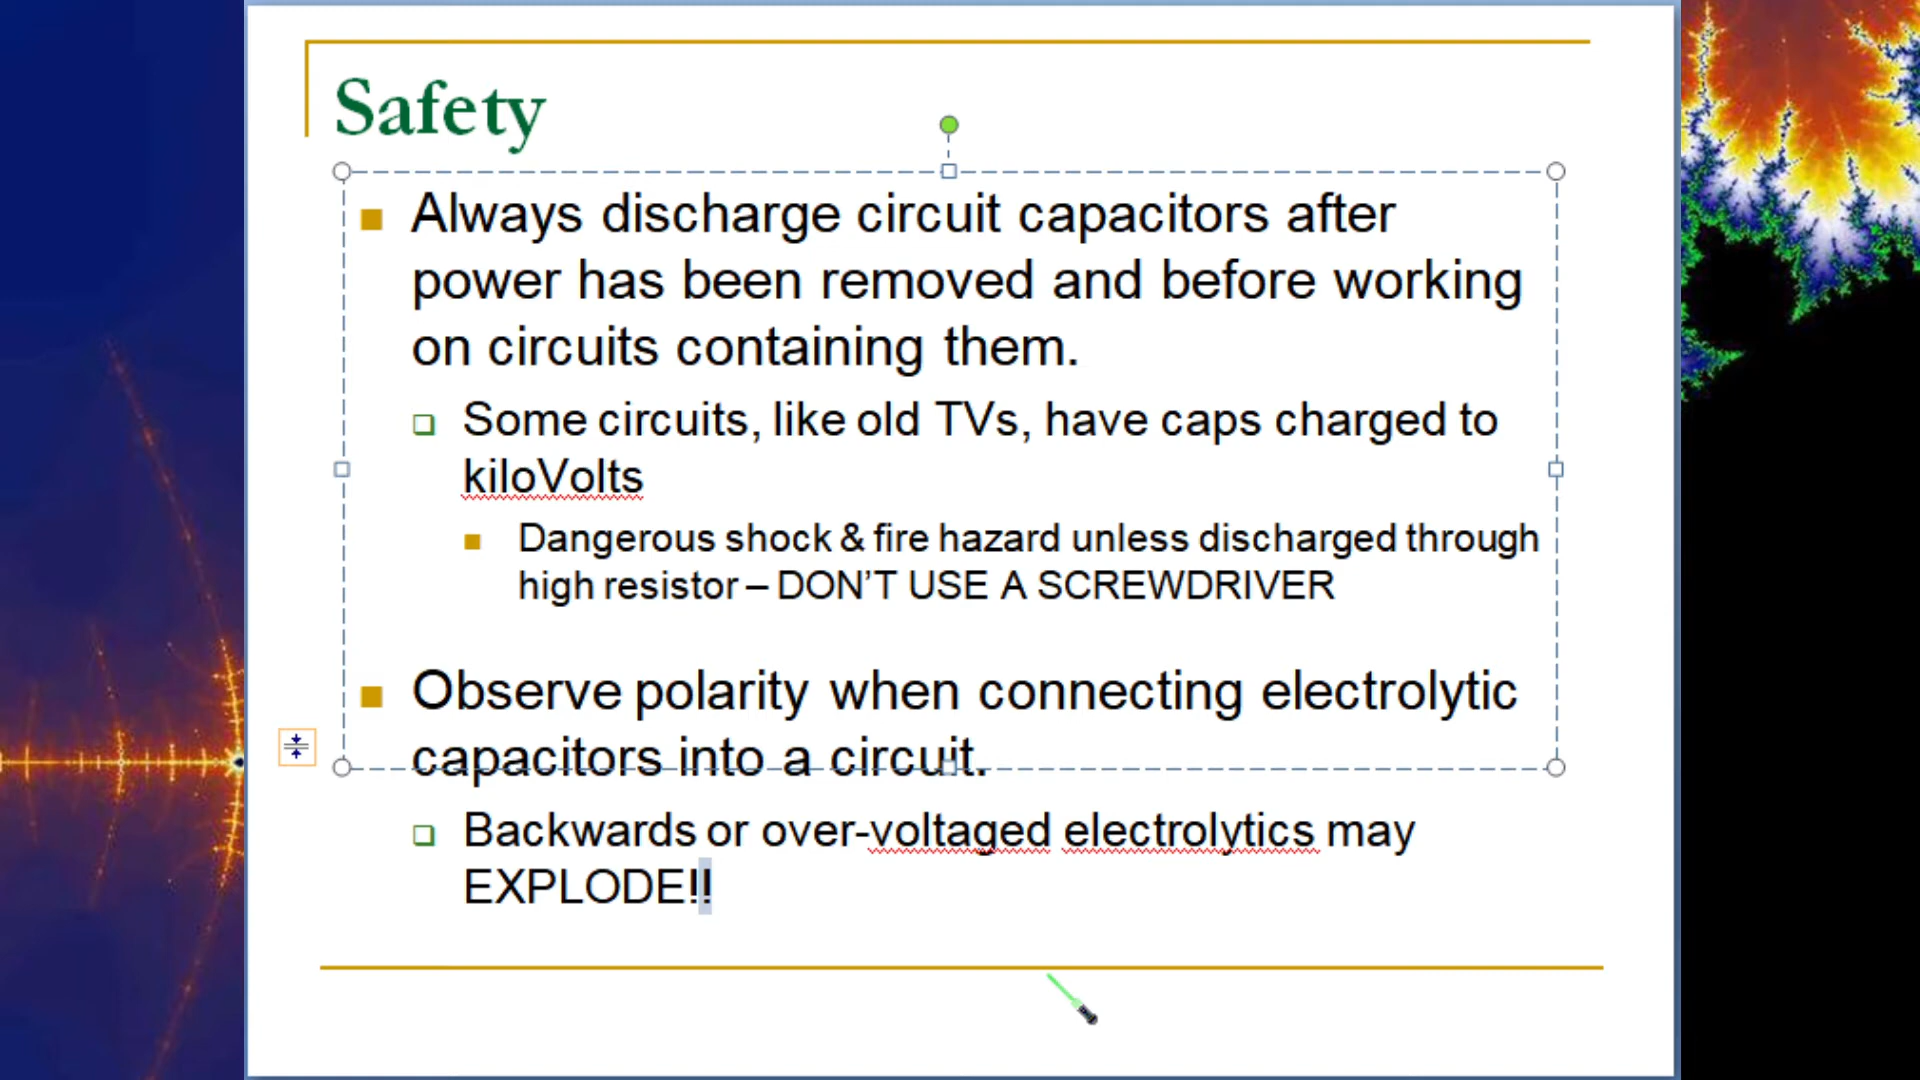 Safety
Always discharge circuit capacitors after
power has been removed and before working
on circuits containing them.
Some circuits, like old TVs, have caps charged to
kiloVolts
Dangerous shock & fire hazard unless discharged through
high resistor – DON’T USE A SCREWDRIVER
Observe polarity when connecting electrolytic
capacitors into a circuit.
Backwards or over-voltaged electrolytics may
EXPLODE!!